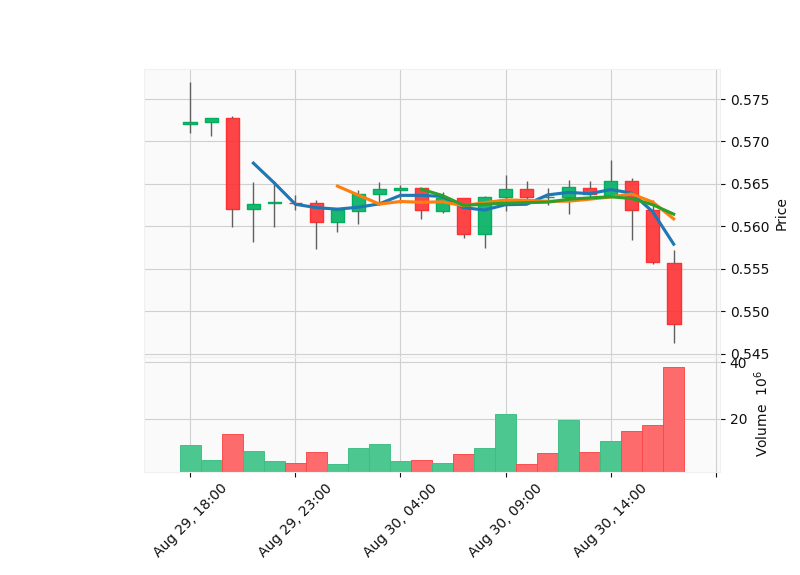 0.575
0.570
0.565
0.560
0.555
0.550
0.545
Price
40
20
Volume 10^6
Aug 29, 18:00
Aug 29, 23:00
Aug 30, 04:00
Aug 30, 09:00
Aug 30, 14:00